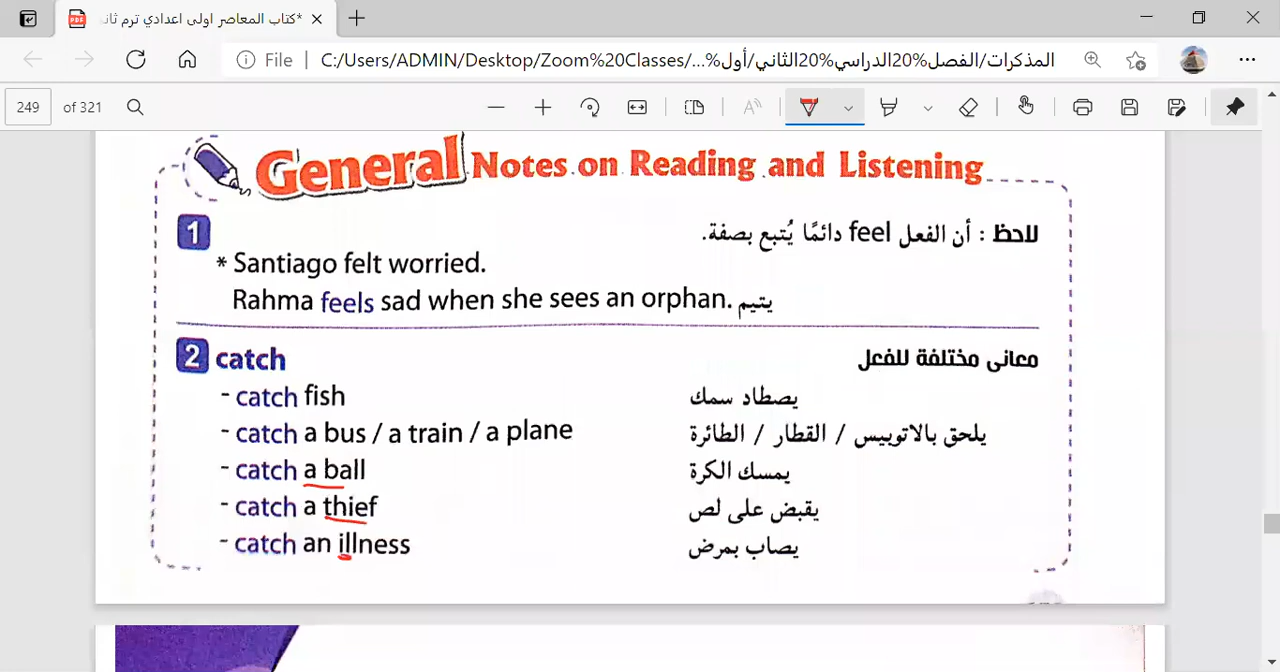 *كتاب المعاصر اولى اعدادي ترم ثاني
File C:/Users/ADMIN/Desktop/Zoom%20Classes/...المذكرات/الفصل%20الدراسي%20الثاني/أول%
249 of 321
General Notes on Reading and Listening
1 لاحظ : أن الفعل feel دائمًا يُتبع بصفة.
* Santiago felt worried.
Rahma feels sad when she sees an orphan. يتيم
2 catch معانى مختلفة للفعل
- catch fish يصطاد سمك
- catch a bus / a train / a plane يلحق بالاتوبيس / القطار / الطائرة
- catch a ball يمسك الكرة
- catch a thief يقبض على لص
- catch an illness يصاب بمرض